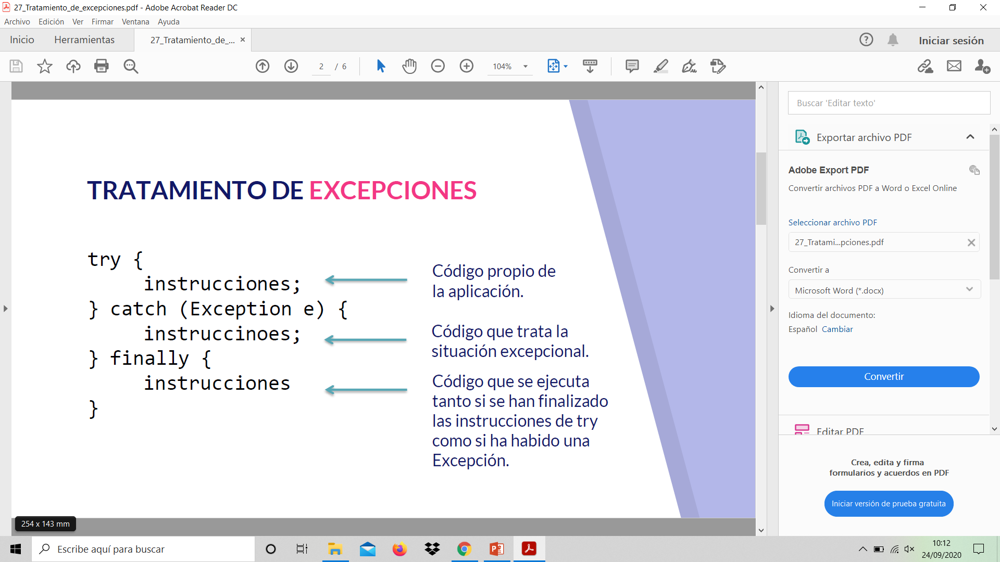 27_Tratamiento_de_excepciones.pdf - Adobe Acrobat Reader DC
Archivo Edición Ver Firmar Ventana Ayuda
Inicio Herramientas 27_Tratamiento_de_... Iniciar sesión
2 / 6 104%
TRATAMIENTO DE EXCEPCIONES
try {
instrucciones;
} catch (Exception e) {
instruccinoes;
} finally {
instrucciones
}
Código propio de
la aplicación.
Código que trata la
situación excepcional.
Código que se ejecuta
tanto si se han finalizado
las instrucciones de try
como si ha habido una
Excepción.
254 x 143 mm
Buscar 'Editar texto'
Exportar archivo PDF
Adobe Export PDF
Convertir archivos PDF a Word o Excel Online
Seleccionar archivo PDF
27_Tratami...pciones.pdf
Convertir a
Microsoft Word (*.docx)
Idioma del documento:
Español Cambiar
Convertir
Editar PDF
Crea, edita y firma
formularios y acuerdos en PDF
Iniciar versión de prueba gratuita
Escribe aquí para buscar
10:12
24/09/2020